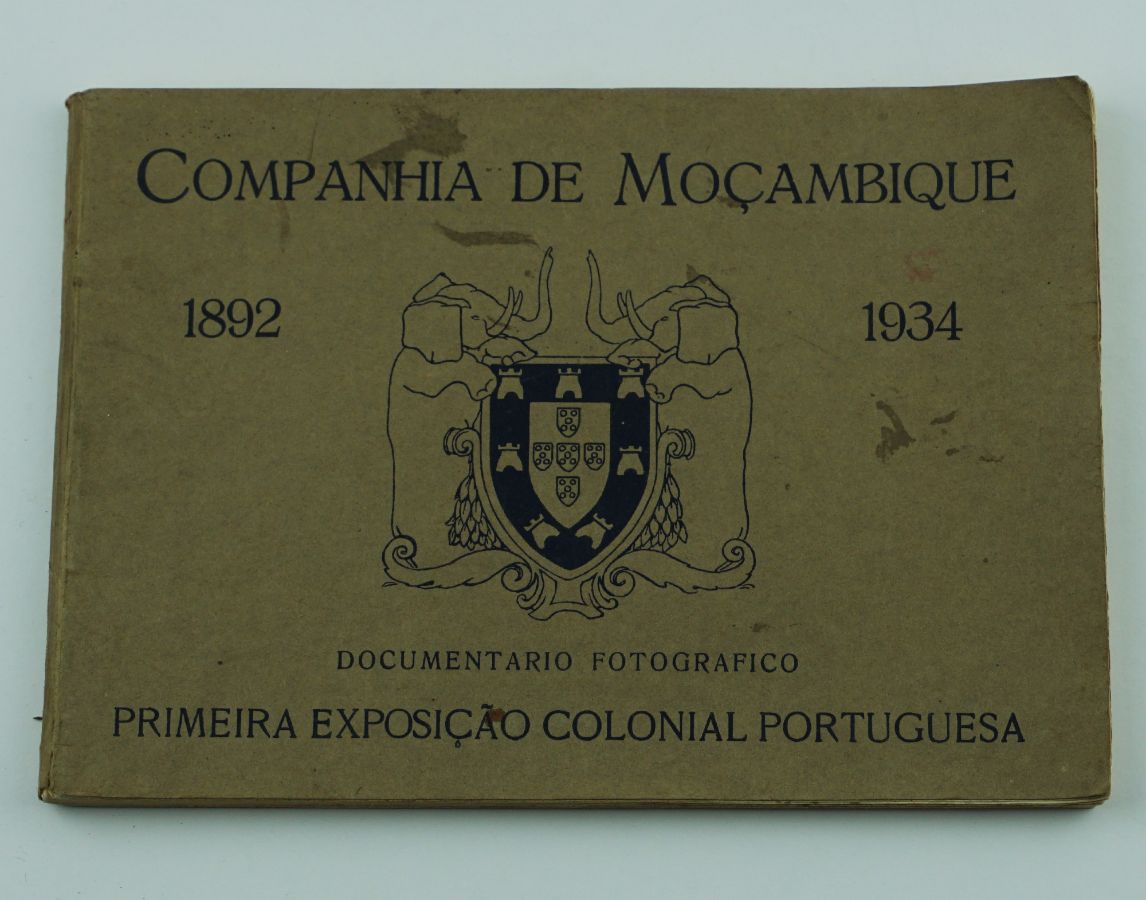 COMPANHIA DE MOÇAMBIQUE
1892 1934
DOCUMENTARIO FOTOGRAFICO
PRIMEIRA EXPOSIÇÃO COLONIAL PORTUGUESA